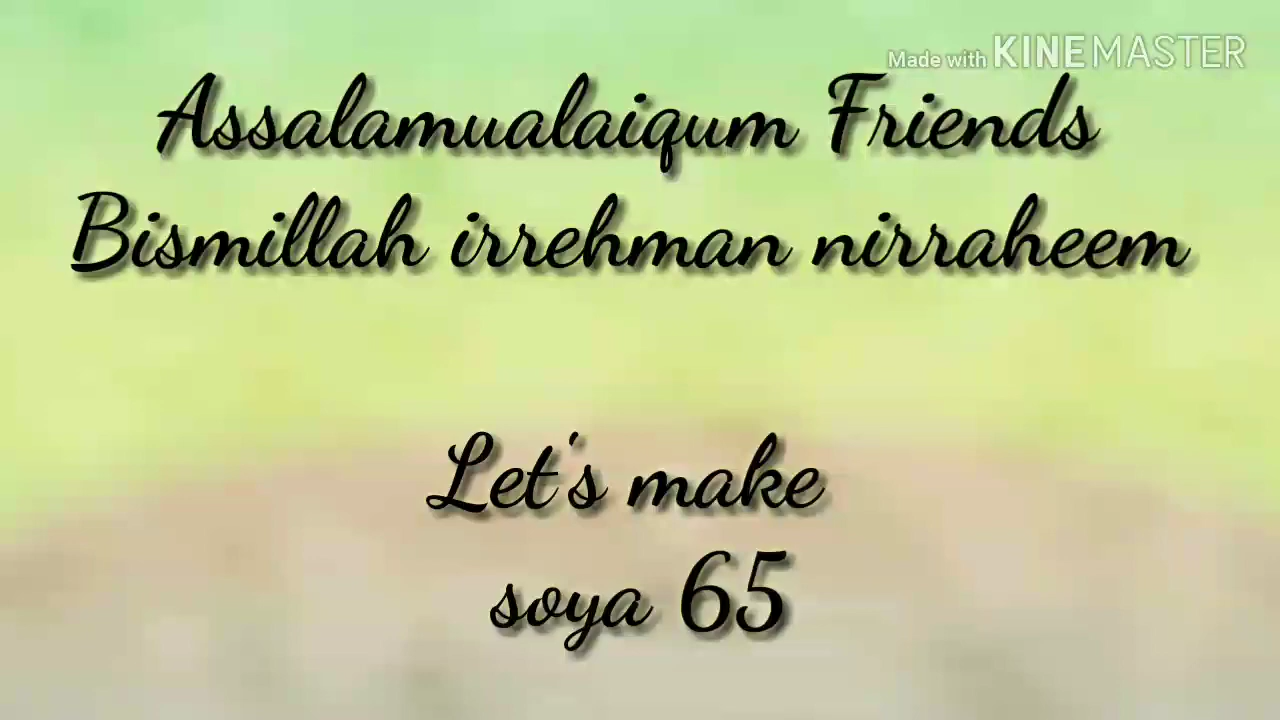 Made with KINEMASTER
Assalamualaiqum Friends
Bismillah irrehman nirraheem
Let's make
soya 65